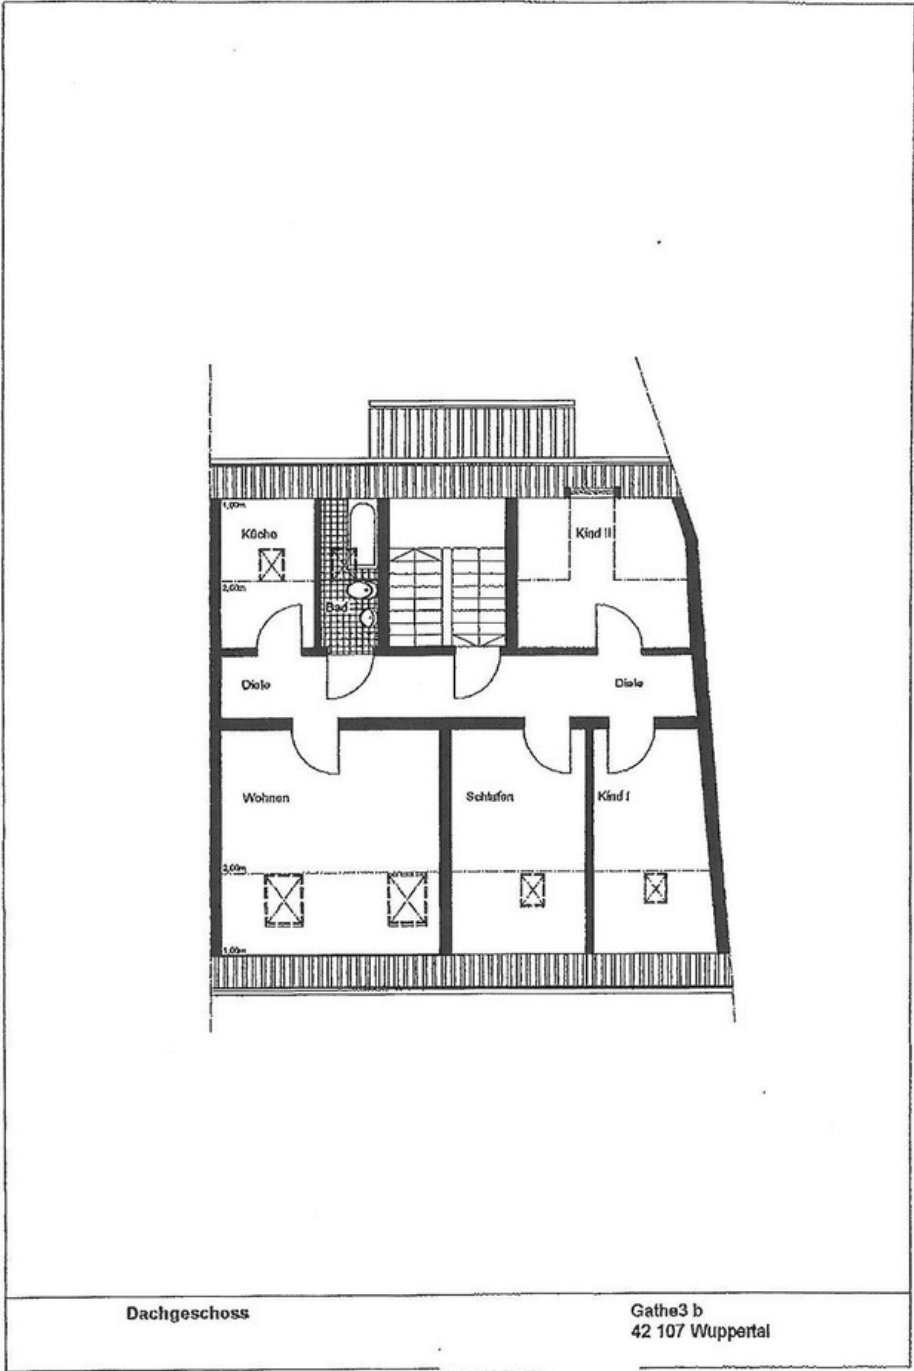 1,00m
Küche
Kind II
2,00m
Bad
Diele
Diele
Wohnen
Schlafen
Kind I
2,00m
1,00m
Dachgeschoss
Gathe3 b
42 107 Wuppertal